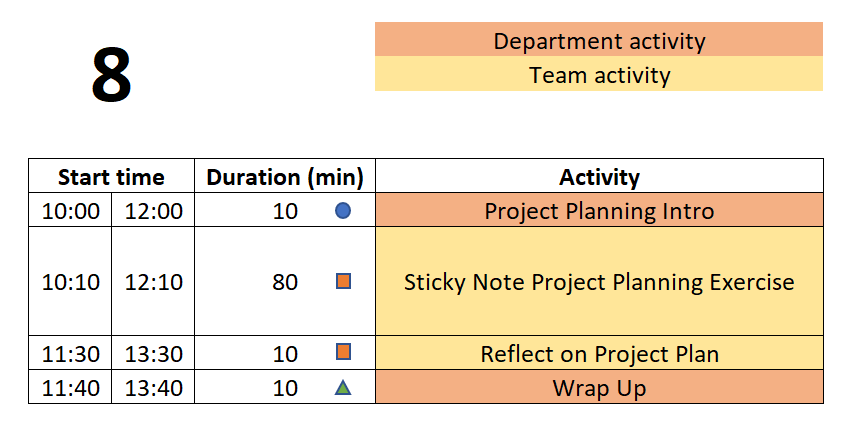 8
Department activity
Team activity
Start time Duration (min) Activity
10:00 12:00 10 Project Planning Intro
10:10 12:10 80 Sticky Note Project Planning Exercise
11:30 13:30 10 Reflect on Project Plan
11:40 13:40 10 Wrap Up